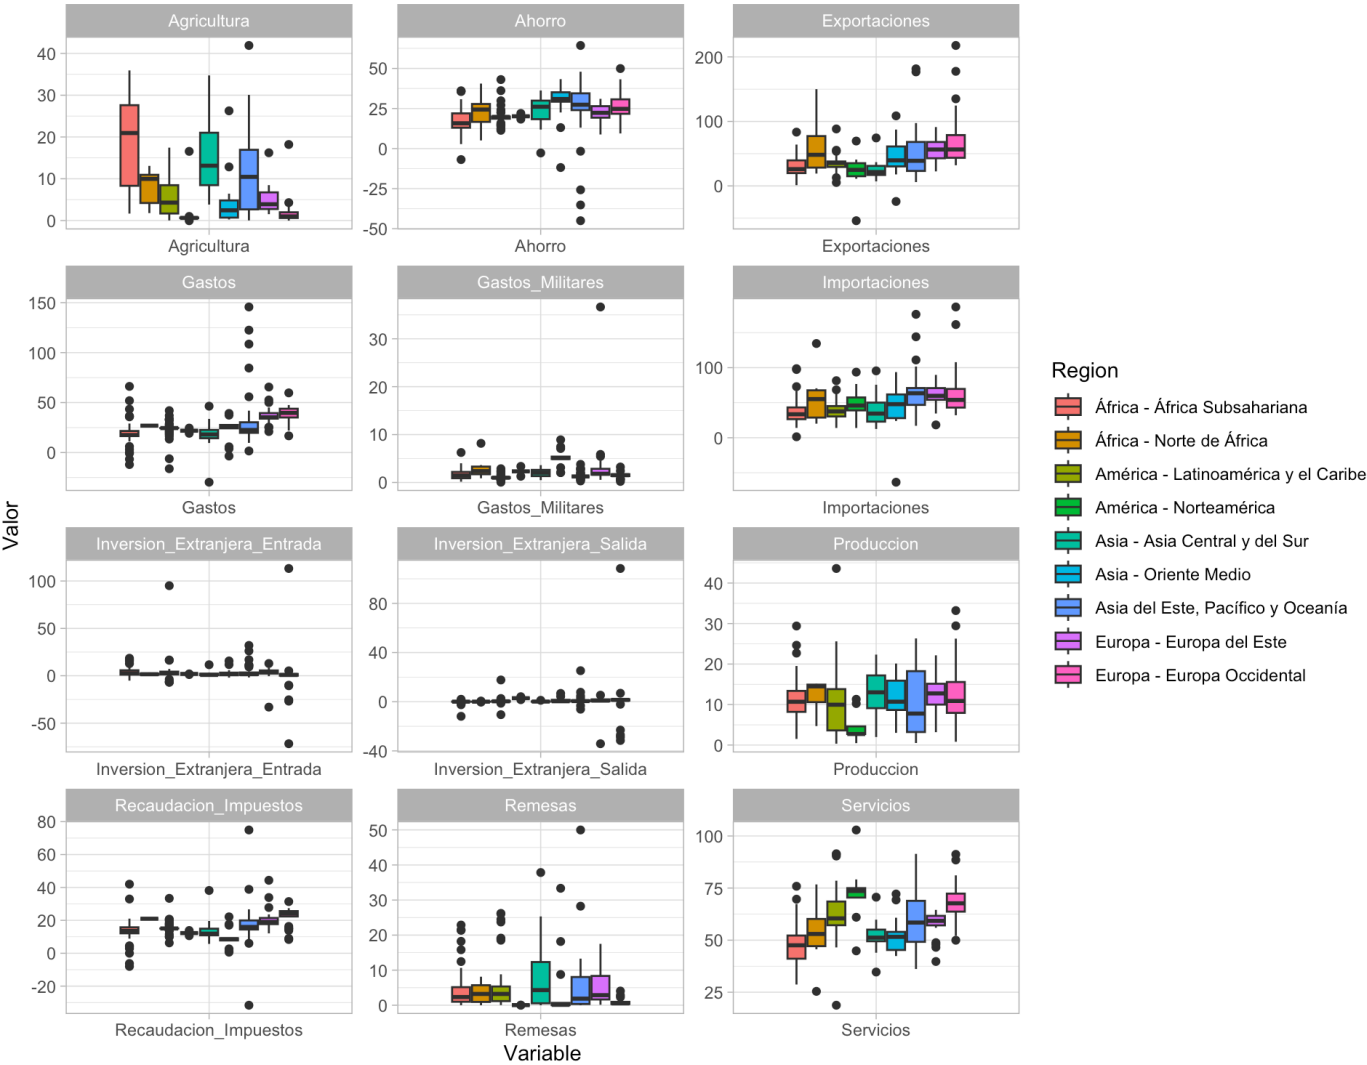 Agricultura
Ahorro
Exportaciones
40
30
20
10
0
50
25
0
-25
-50
200
100
0
Agricultura
Ahorro
Exportaciones
Gastos
Gastos_Militares
Importaciones
150
100
50
0
30
20
10
0
100
0
Gastos
Gastos_Militares
Importaciones
Valor
Inversion_Extranjera_Entrada
Inversion_Extranjera_Salida
Produccion
100
50
0
-50
80
40
0
-40
40
30
20
10
0
Inversion_Extranjera_Entrada
Inversion_Extranjera_Salida
Produccion
Recaudacion_Impuestos
Remesas
Servicios
80
60
40
20
0
-20
50
40
30
20
10
0
100
75
50
25
Recaudacion_Impuestos
Remesas
Servicios
Variable
Region
África - África Subsahariana
África - Norte de África
América - Latinoamérica y el Caribe
América - Norteamérica
Asia - Asia Central y del Sur
Asia - Oriente Medio
Asia del Este, Pacífico y Oceanía
Europa - Europa del Este
Europa - Europa Occidental